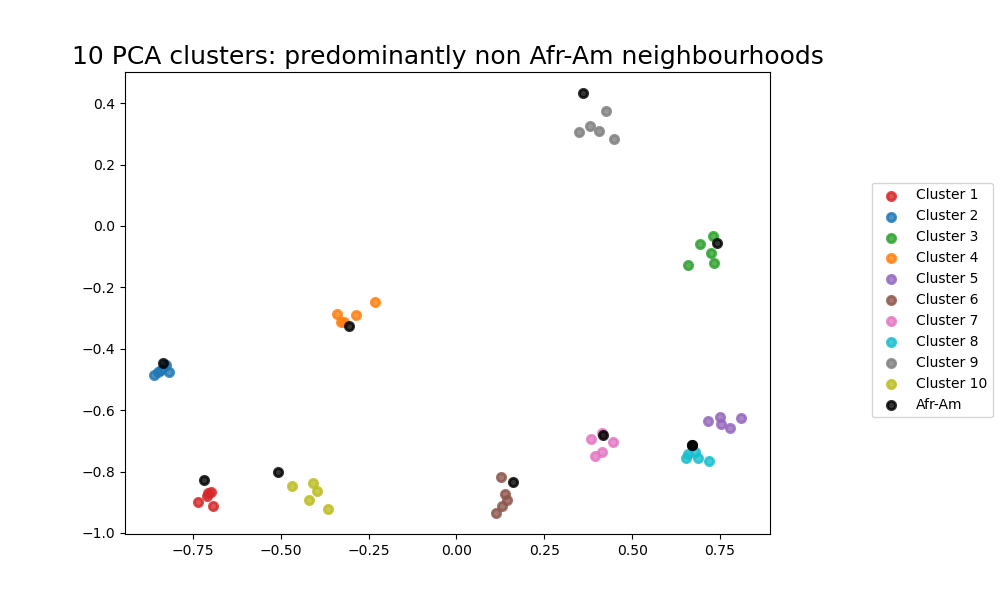 10 PCA clusters: predominantly non Afr-Am neighbourhoods
0.4
0.2
0.0
−0.2
−0.4
−0.6
−0.8
−1.0
−0.75
−0.50
−0.25
0.00
0.25
0.50
0.75
Cluster 1
Cluster 2
Cluster 3
Cluster 4
Cluster 5
Cluster 6
Cluster 7
Cluster 8
Cluster 9
Cluster 10
Afr-Am